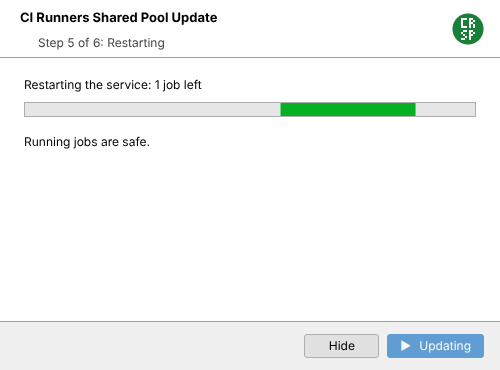 CI Runners Shared Pool Update
Step 5 of 6: Restarting
CR
SP
Restarting the service: 1 job left
Running jobs are safe.
Hide
Updating